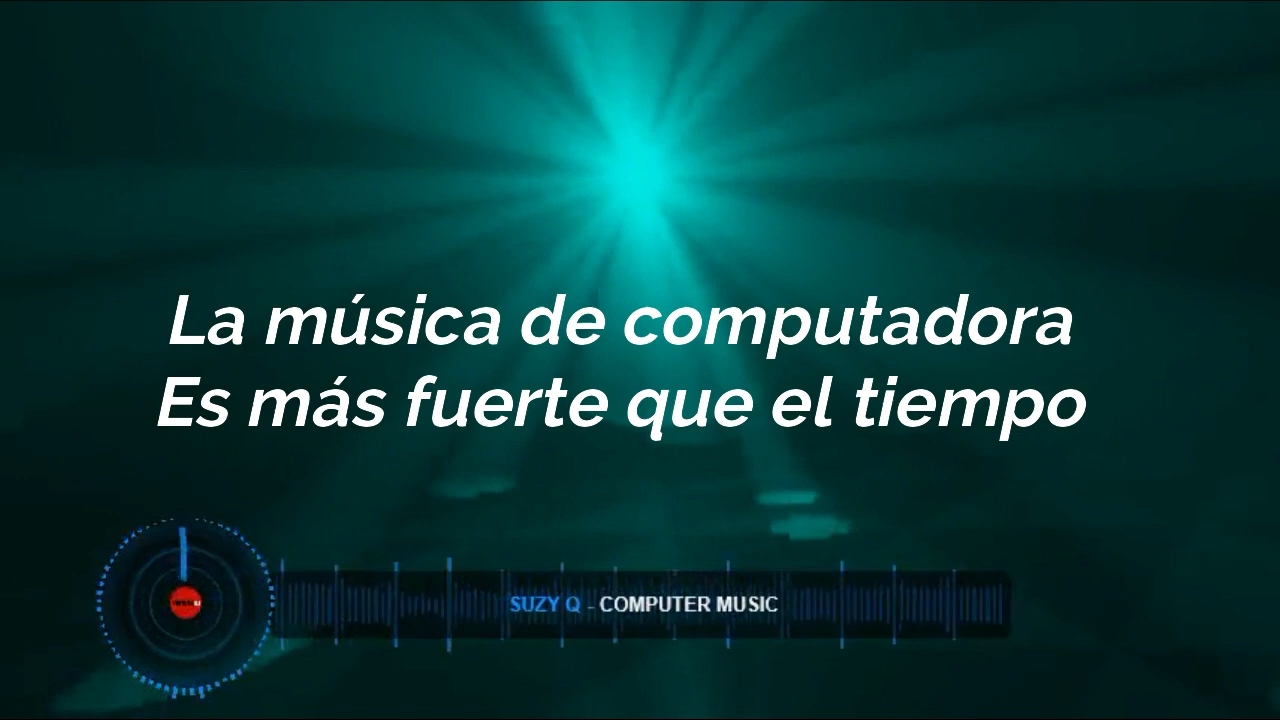 La música de computadora
Es más fuerte que el tiempo
SUZY Q - COMPUTER MUSIC